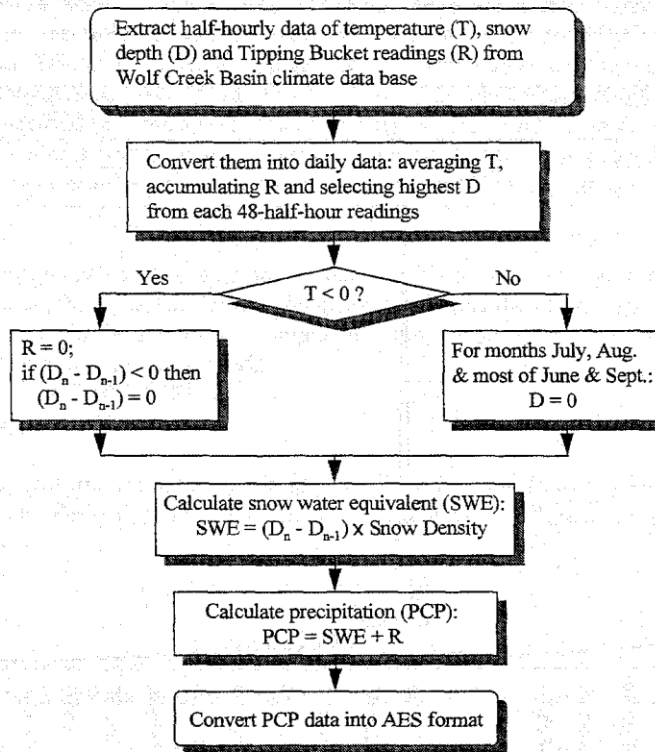 Extract half-hourly data of temperature (T), snow
depth (D) and Tipping Bucket readings (R) from
Wolf Creek Basin climate data base
Convert them into daily data: averaging T,
accumulating R and selecting highest D
from each 48-half-hour readings
Yes
T < 0 ?
No
R = 0;
if (Dₙ - Dₙ₋₁) < 0 then
(Dₙ - Dₙ₋₁) = 0
For months July, Aug.
& most of June & Sept.:
D = 0
Calculate snow water equivalent (SWE):
SWE = (Dₙ - Dₙ₋₁) x Snow Density
Calculate precipitation (PCP):
PCP = SWE + R
Convert PCP data into AES format